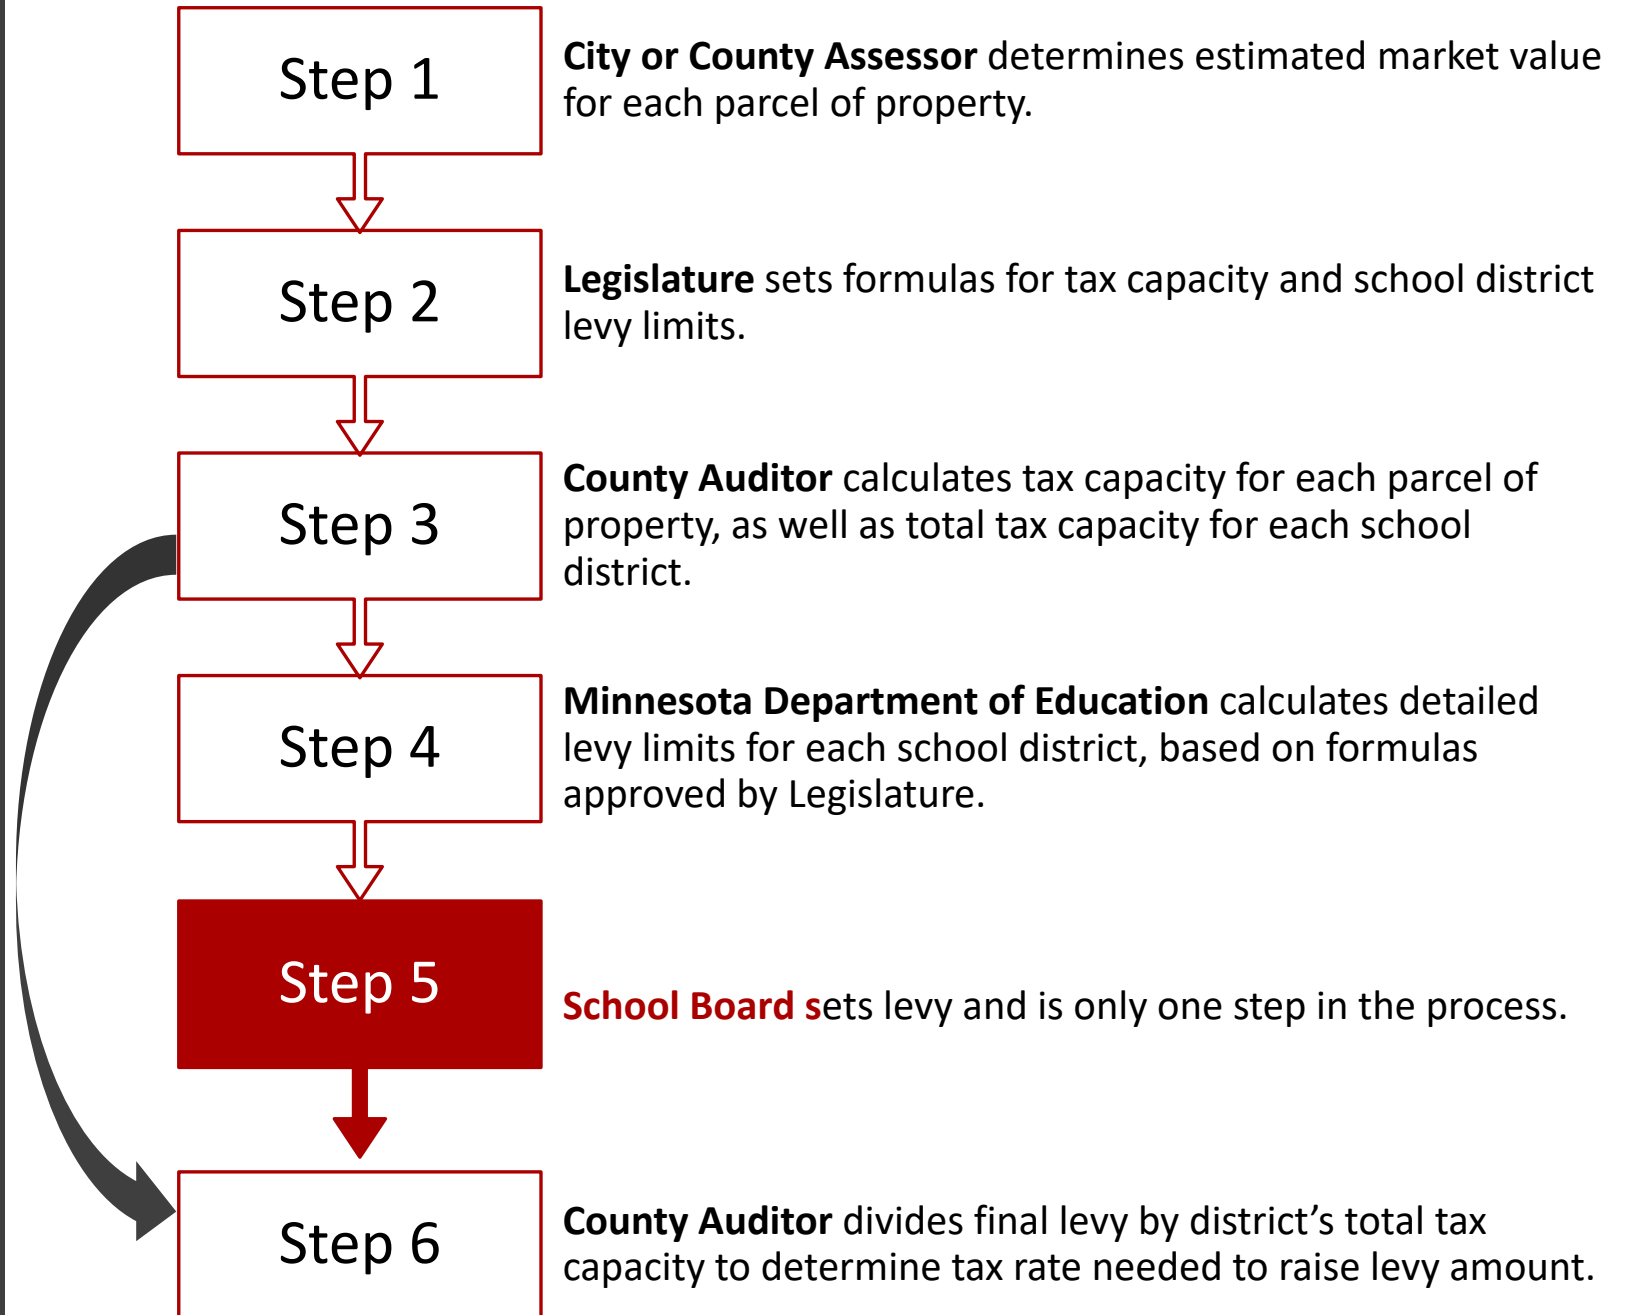 Step 1
City or County Assessor determines estimated market value
for each parcel of property.
Step 2
Legislature sets formulas for tax capacity and school district
levy limits.
Step 3
County Auditor calculates tax capacity for each parcel of
property, as well as total tax capacity for each school
district.
Step 4
Minnesota Department of Education calculates detailed
levy limits for each school district, based on formulas
approved by Legislature.
Step 5
School Board sets levy and is only one step in the process.
Step 6
County Auditor divides final levy by district’s total tax
capacity to determine tax rate needed to raise levy amount.